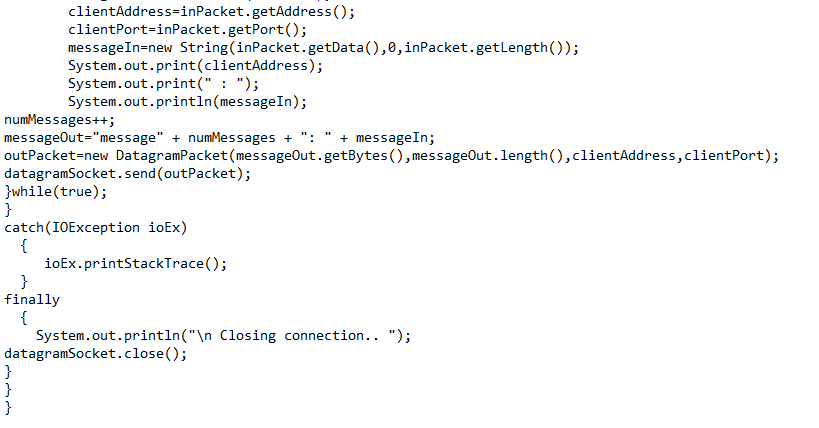 clientAddress=inPacket.getAddress();
clientPort=inPacket.getPort();
messageIn=new String(inPacket.getData(),0,inPacket.getLength());
System.out.print(clientAddress);
System.out.print(" : ");
System.out.println(messageIn);
numMessages++;
messageOut="message" + numMessages + ": " + messageIn;
outPacket=new DatagramPacket(messageOut.getBytes(),messageOut.length(),clientAddress,clientPort);
datagramSocket.send(outPacket);
}while(true);
}
catch(IOException ioEx)
{
ioEx.printStackTrace();
}
finally
{
System.out.println("\n Closing connection.. ");
datagramSocket.close();
}
}
}